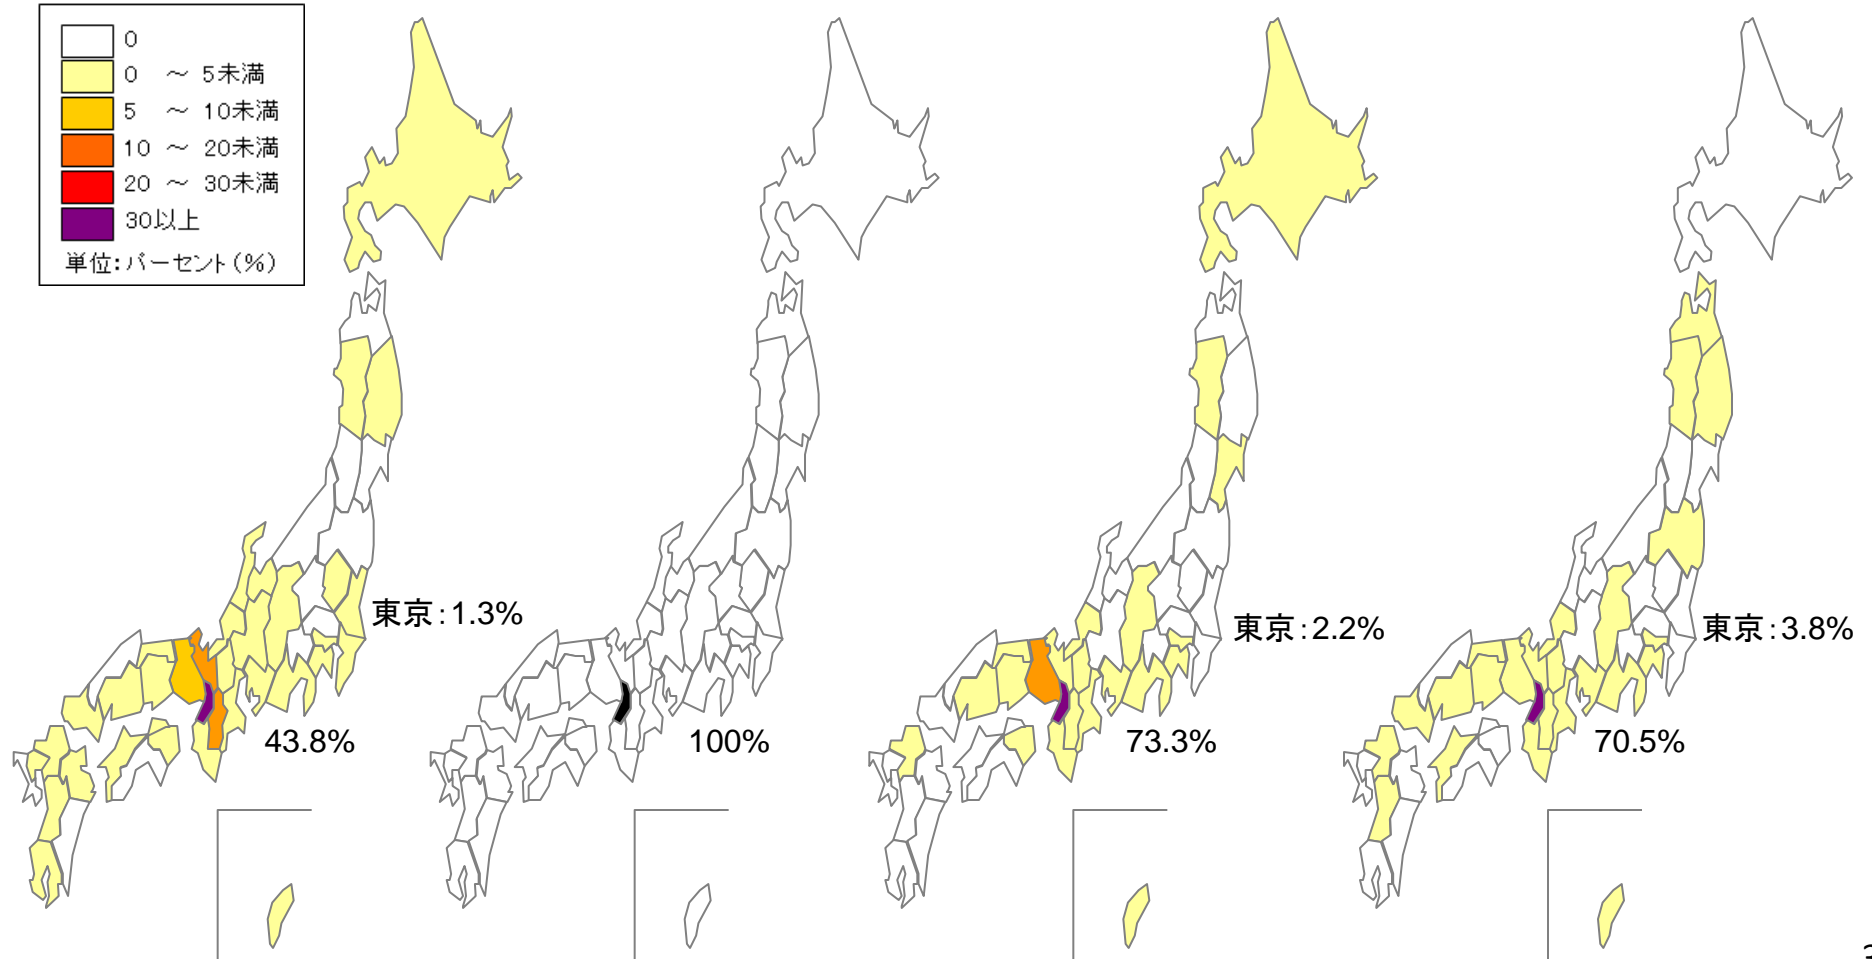 0
0 ～ 5未満
5 ～ 10未満
10 ～ 20未満
20 ～ 30未満
30以上
単位：パーセント（％）
東京：1.3%
43.8%
100%
東京：2.2%
73.3%
東京：3.8%
70.5%